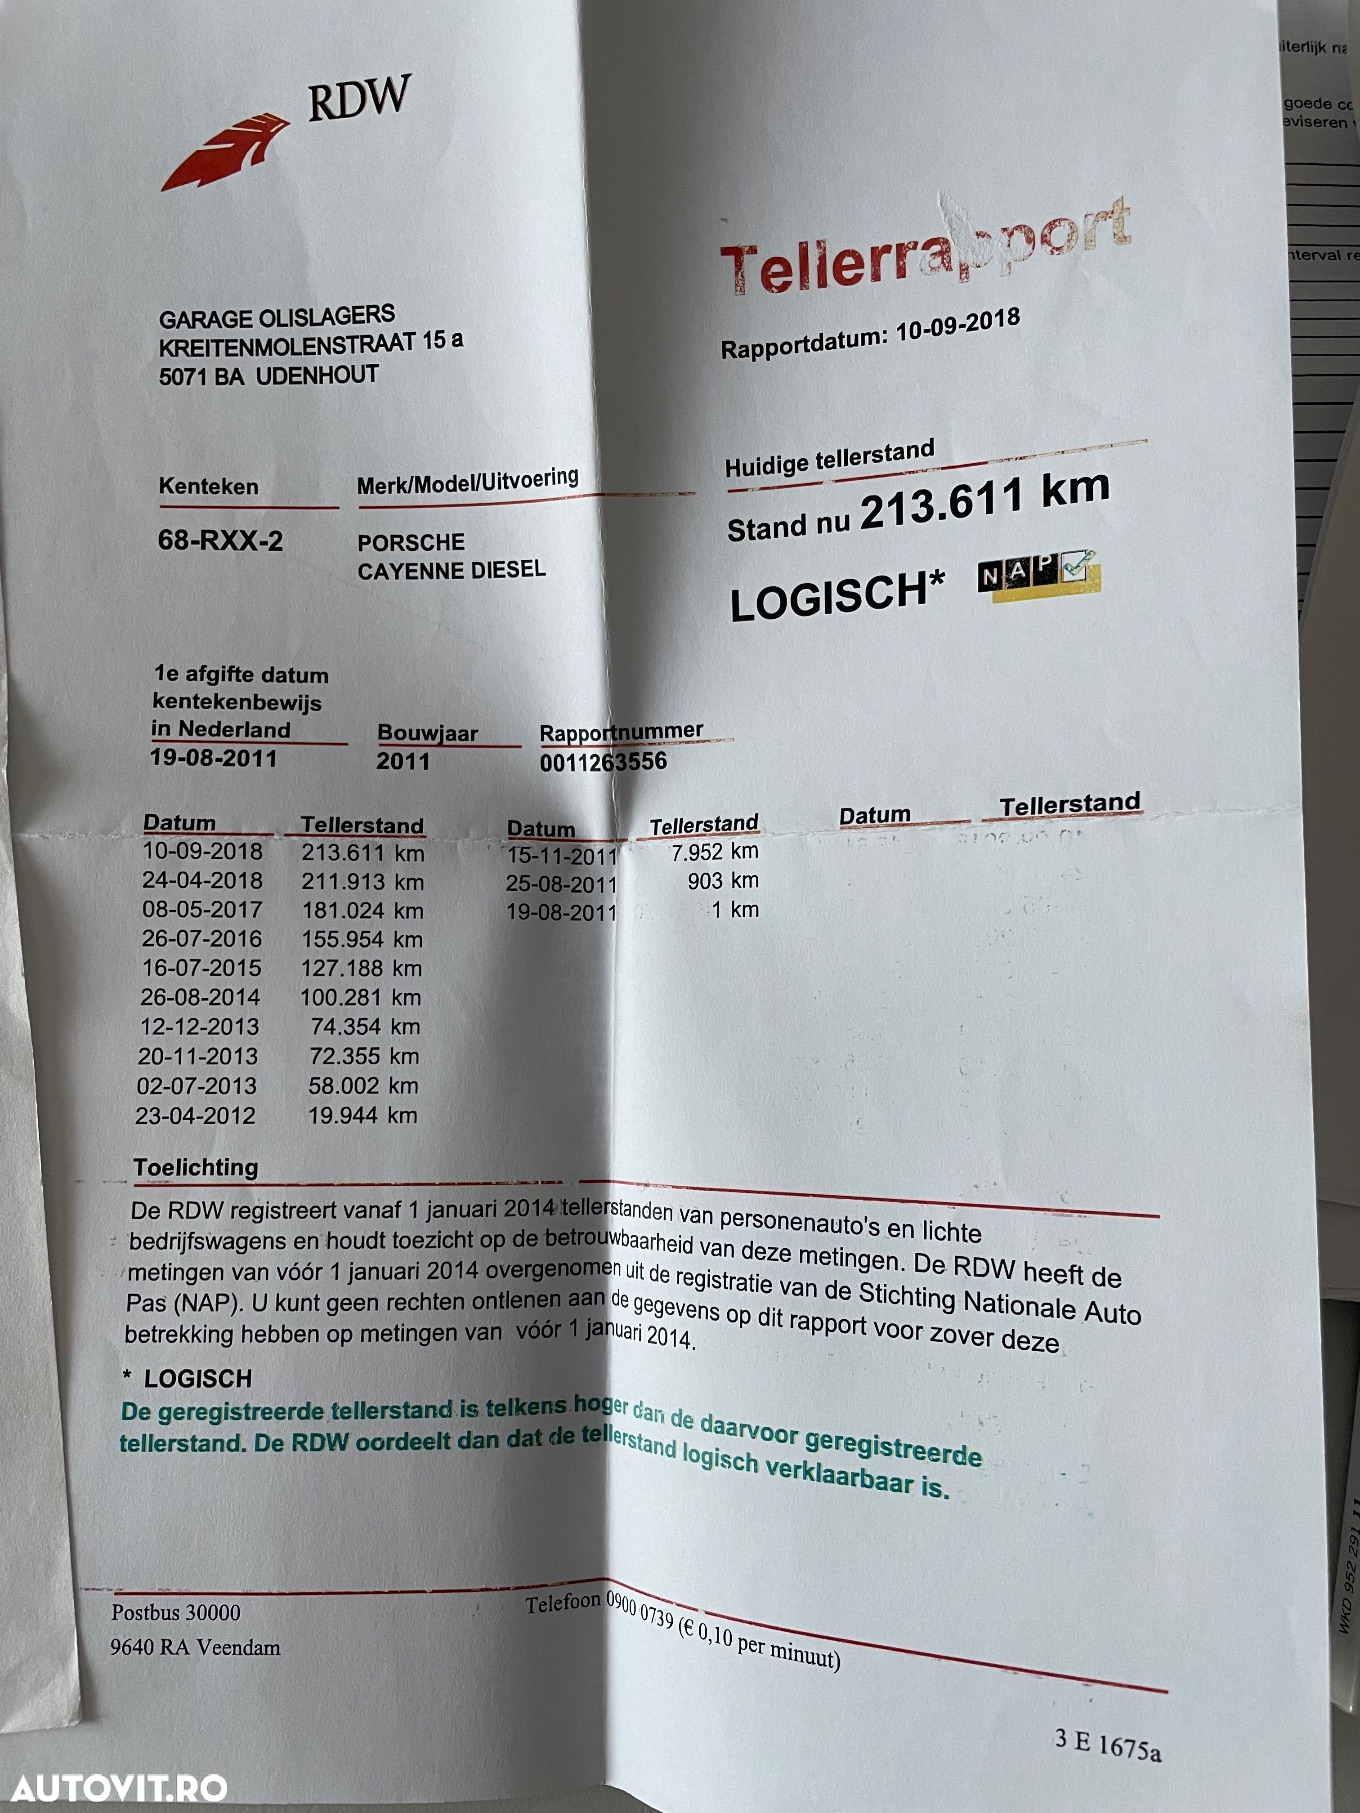 RDW
Tellerrapport
Rapportdatum: 10-09-2018
GARAGE OLISLAGERS
KREITENMOLENSTRAAT 15 a
5071 BA UDENHOUT
Huidige tellerstand
Stand nu 213.611 km
LOGISCH*
NAP
Kenteken Merk/Model/Uitvoering
68-RXX-2 PORSCHE
CAYENNE DIESEL
1e afgifte datum
kentekenbewijs
in Nederland Bouwjaar Rapportnummer
19-08-2011 2011 0011263556
Datum Tellerstand Datum Tellerstand Datum Tellerstand
10-09-2018 213.611 km 15-11-2011 7.952 km
24-04-2018 211.913 km 25-08-2011 903 km
08-05-2017 181.024 km 19-08-2011 1 km
26-07-2016 155.954 km
16-07-2015 127.188 km
26-08-2014 100.281 km
12-12-2013 74.354 km
20-11-2013 72.355 km
02-07-2013 58.002 km
23-04-2012 19.944 km
Toelichting
De RDW registreert vanaf 1 januari 2014 tellerstanden van personenauto's en lichte
bedrijfswagens en houdt toezicht op de betrouwbaarheid van deze metingen. De RDW heeft de
metingen van vóór 1 januari 2014 overgenomen uit de registratie van de Stichting Nationale Auto
Pas (NAP). U kunt geen rechten ontlenen aan de gegevens op dit rapport voor zover deze
betrekking hebben op metingen van vóór 1 januari 2014.
* LOGISCH
De geregistreerde tellerstand is telkens hoger dan de daarvoor geregistreerde
tellerstand. De RDW oordeelt dan dat de tellerstand logisch verklaarbaar is.
Postbus 30000
9640 RA Veendam
Telefoon 0900 0739 (€ 0,10 per minuut)
3 E 1675a
goede
WKD 952 291 11
AUTOVIT.RO